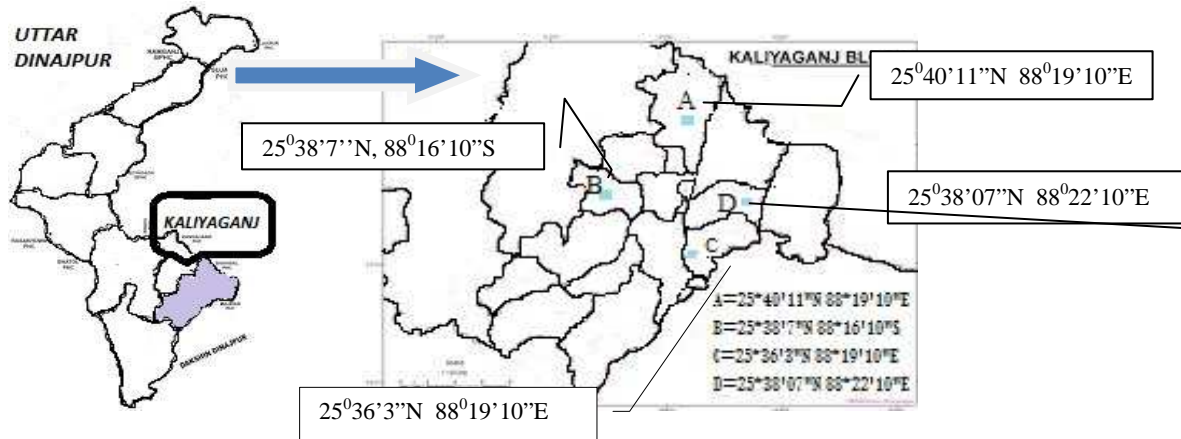 UTTAR
DINAJPUR
KALIYAGANJ
DAKSHIN DINAJPUR
KALIYAGANJ BL
25⁰40’11”N 88⁰19’10”E
25⁰38’7’’N, 88⁰16’10”S
25⁰38’07”N 88⁰22’10”E
25⁰36’3”N 88⁰19’10”E
A
B
D
C
A=25*40'11"N 88*19'10"E
B=25*38'7"N 88*16'10"S
C=25*36'3"N 88*19'10"E
D=25*38'07"N 88*22'10"E